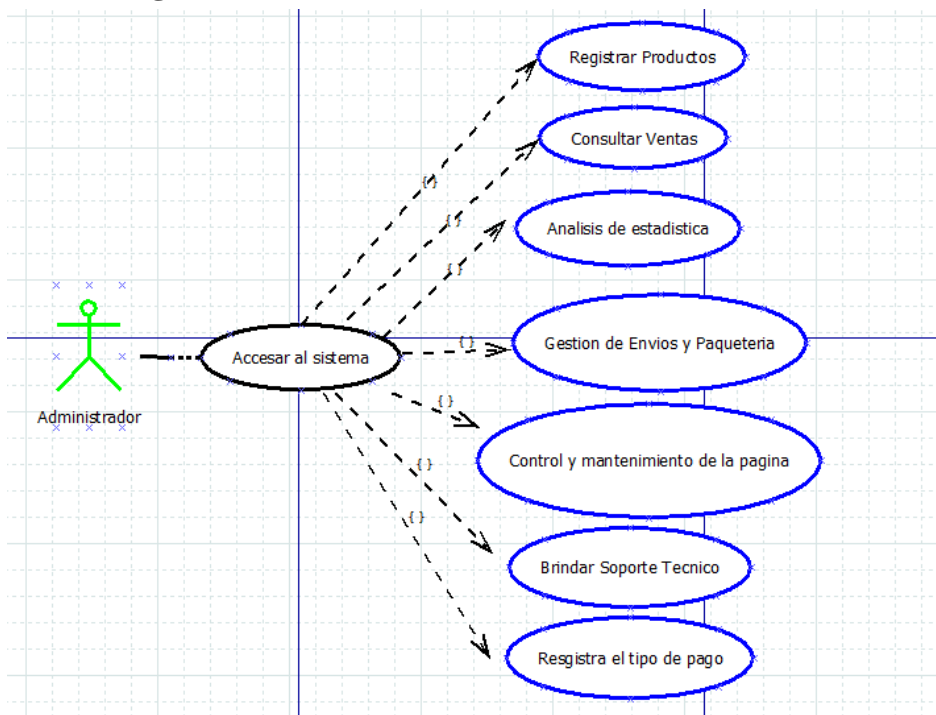 Registrar Productos
{ }
Consultar Ventas
{ }
Analisis de estadistica
{ }
Gestion de Envios y Paqueteria
{ }
Accesar al sistema
Administrador
{ }
Control y mantenimiento de la pagina
{ }
Brindar Soporte Tecnico
{ }
Resgistra el tipo de pago